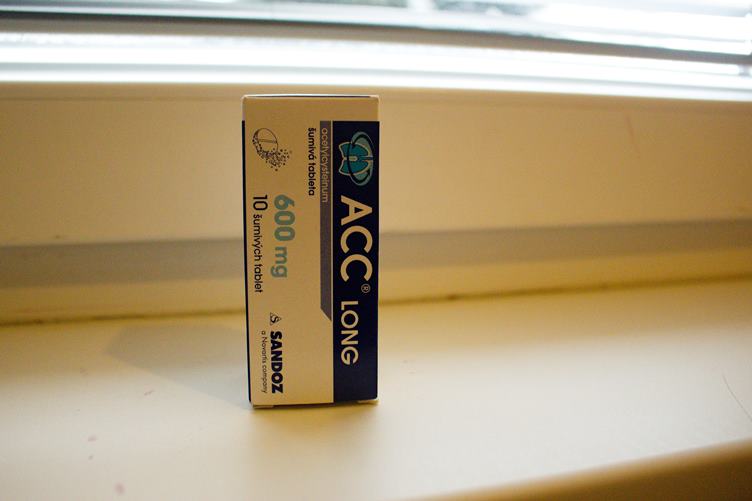 ACC® LONG
acetylcysteinum
šumivá tableta
600 mg
10 šumivých tablet
SANDOZ
a Novartis company